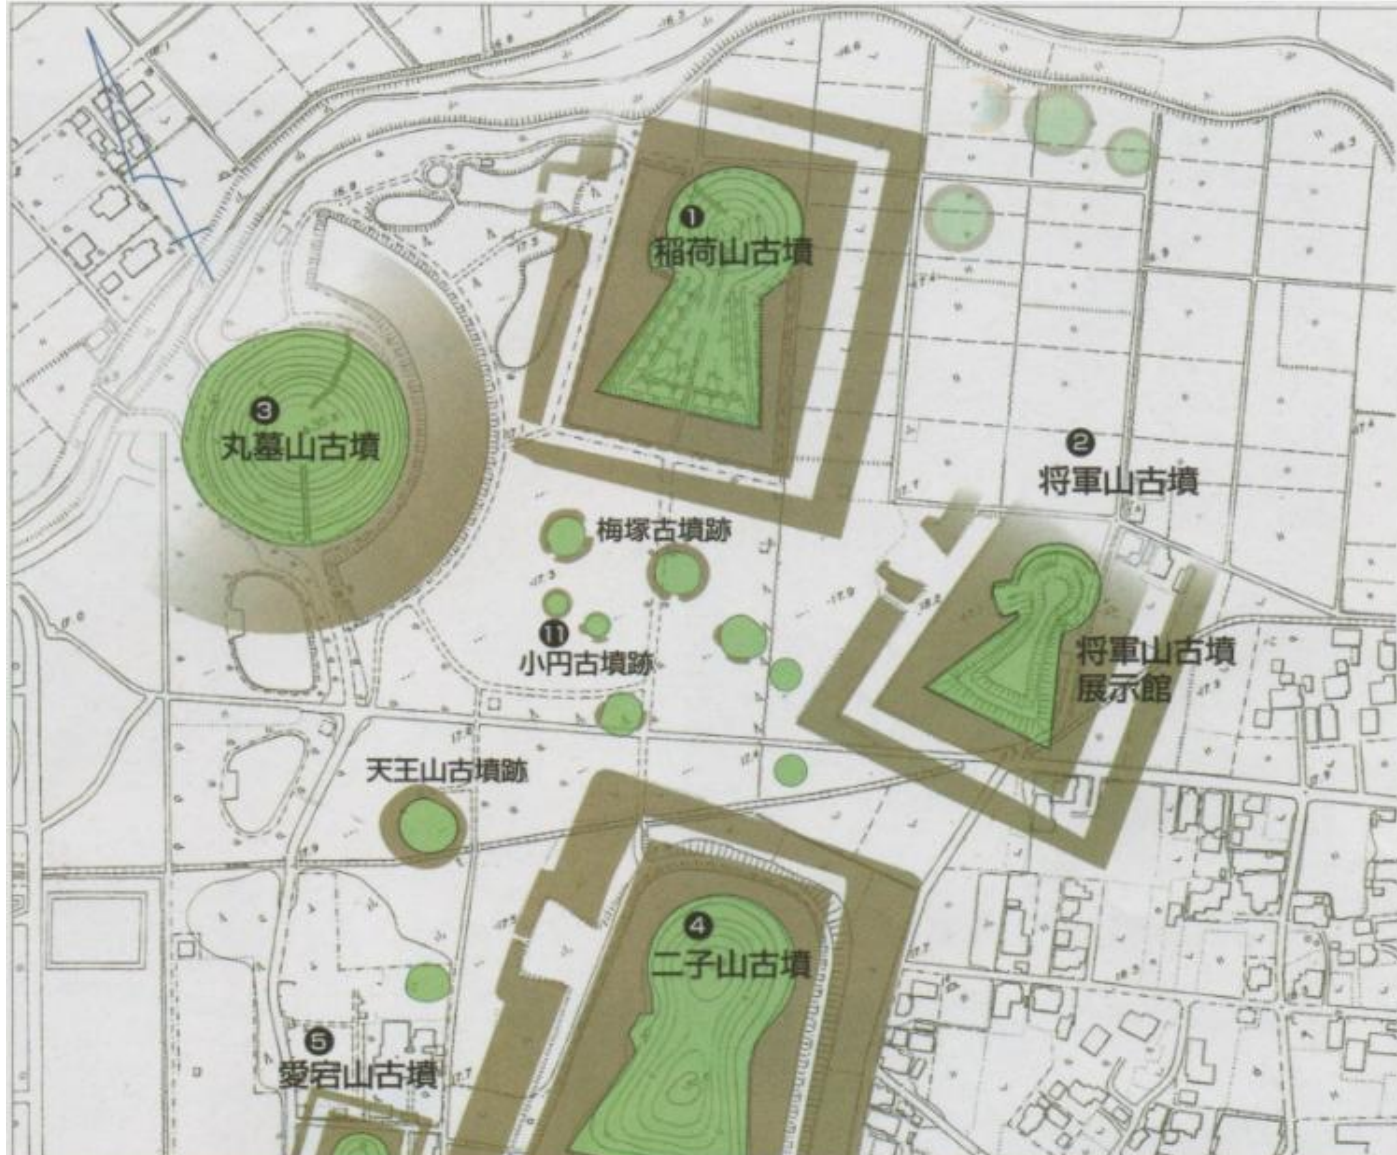 ❶
稲荷山古墳
❸
丸墓山古墳
❷
将軍山古墳
梅塚古墳跡
⓫
小円古墳跡
将軍山古墳
展示館
天王山古墳跡
❹
二子山古墳
❺
愛宕山古墳